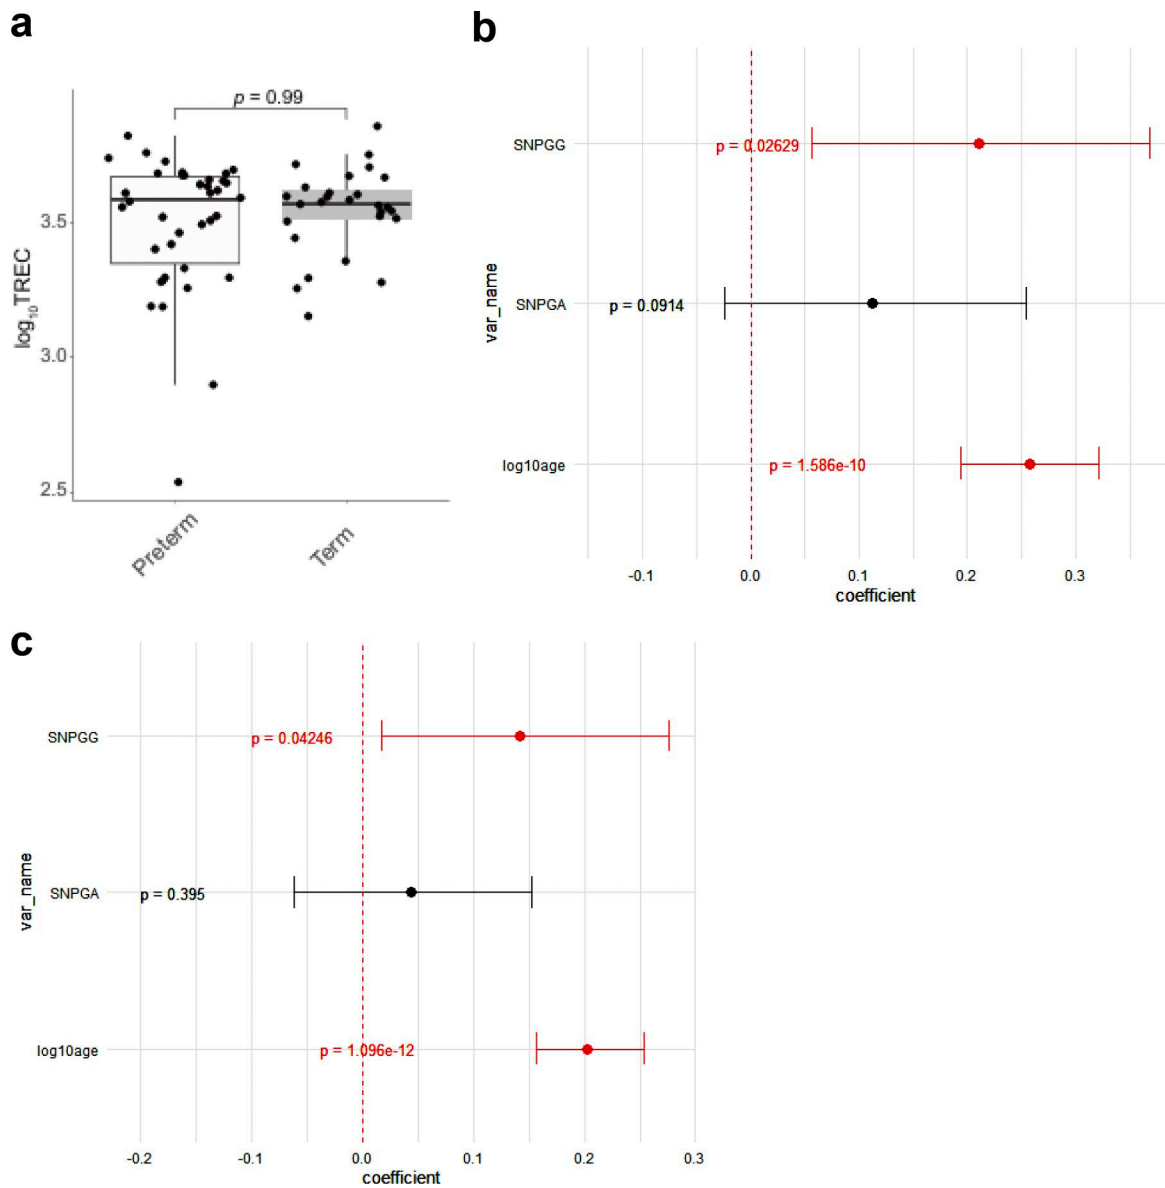 a
p = 0.99
log₁₀TREC
3.5
3.0
2.5
Preterm
Term
b
var_name
SNPGG
p = 0.02629
SNPGA
p = 0.0914
log10age
p = 1.586e-10
-0.1
0.0
0.1
0.2
0.3
coefficient
c
var_name
SNPGG
p = 0.04246
SNPGA
p = 0.395
log10age
p = 1.096e-12
-0.2
-0.1
0.0
0.1
0.2
0.3
coefficient